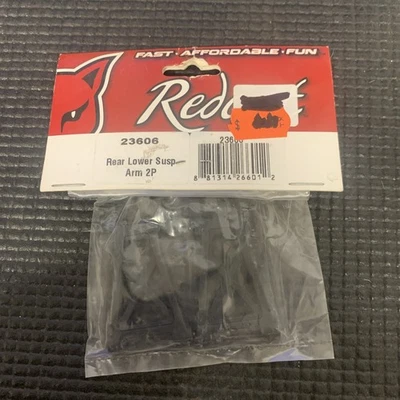 FAST · AFFORDABLE · FUN
Redcat
23606
Rear Lower Susp
Arm 2P
23606
8 81314 26601 2
$